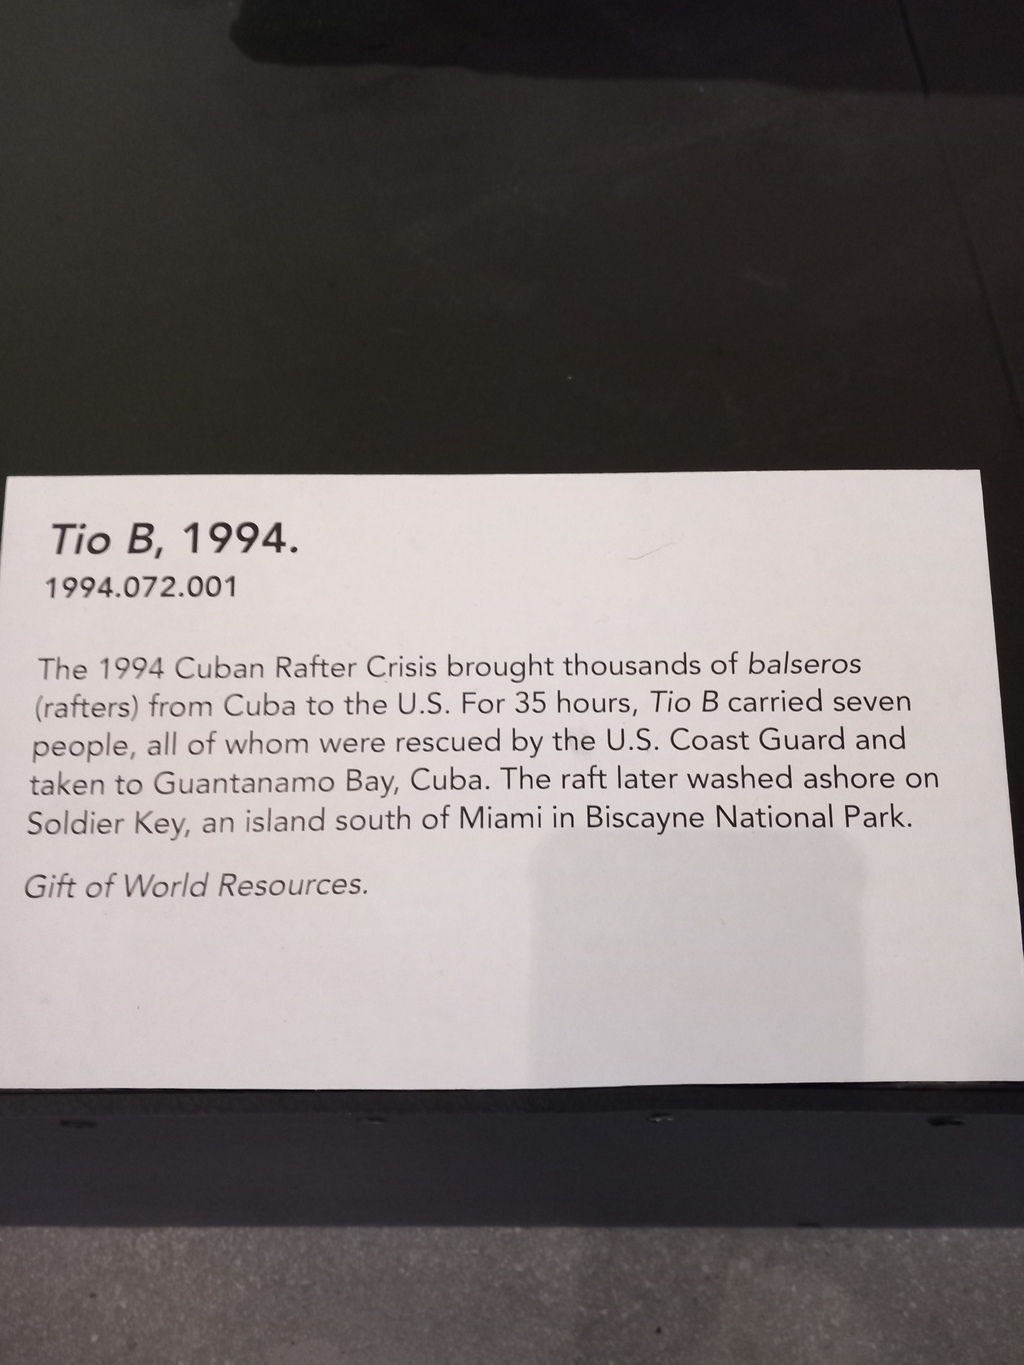 Tio B, 1994.
1994.072.001
The 1994 Cuban Rafter Crisis brought thousands of balseros
(rafters) from Cuba to the U.S. For 35 hours, Tio B carried seven
people, all of whom were rescued by the U.S. Coast Guard and
taken to Guantanamo Bay, Cuba. The raft later washed ashore on
Soldier Key, an island south of Miami in Biscayne National Park.
Gift of World Resources.